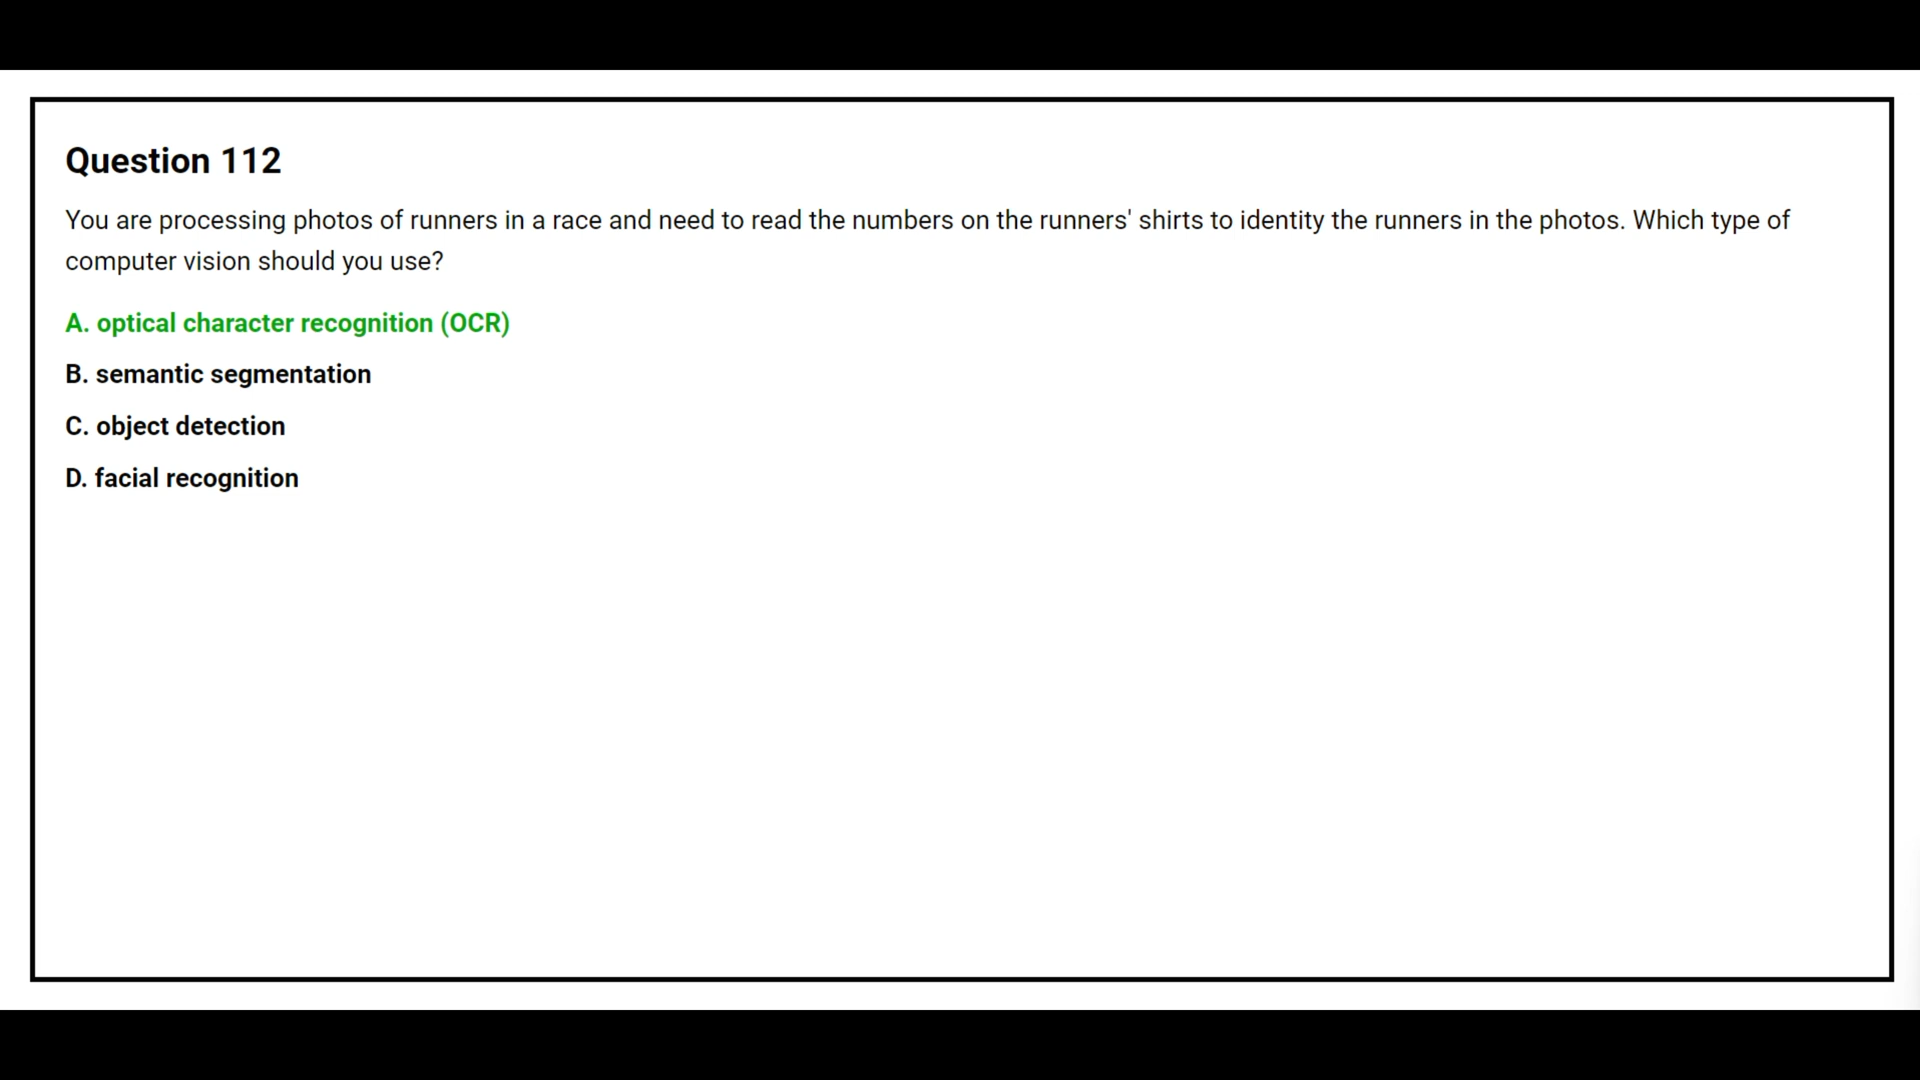 Question 112
You are processing photos of runners in a race and need to read the numbers on the runners' shirts to identity the runners in the photos. Which type of
computer vision should you use?
A. optical character recognition (OCR)
B. semantic segmentation
C. object detection
D. facial recognition